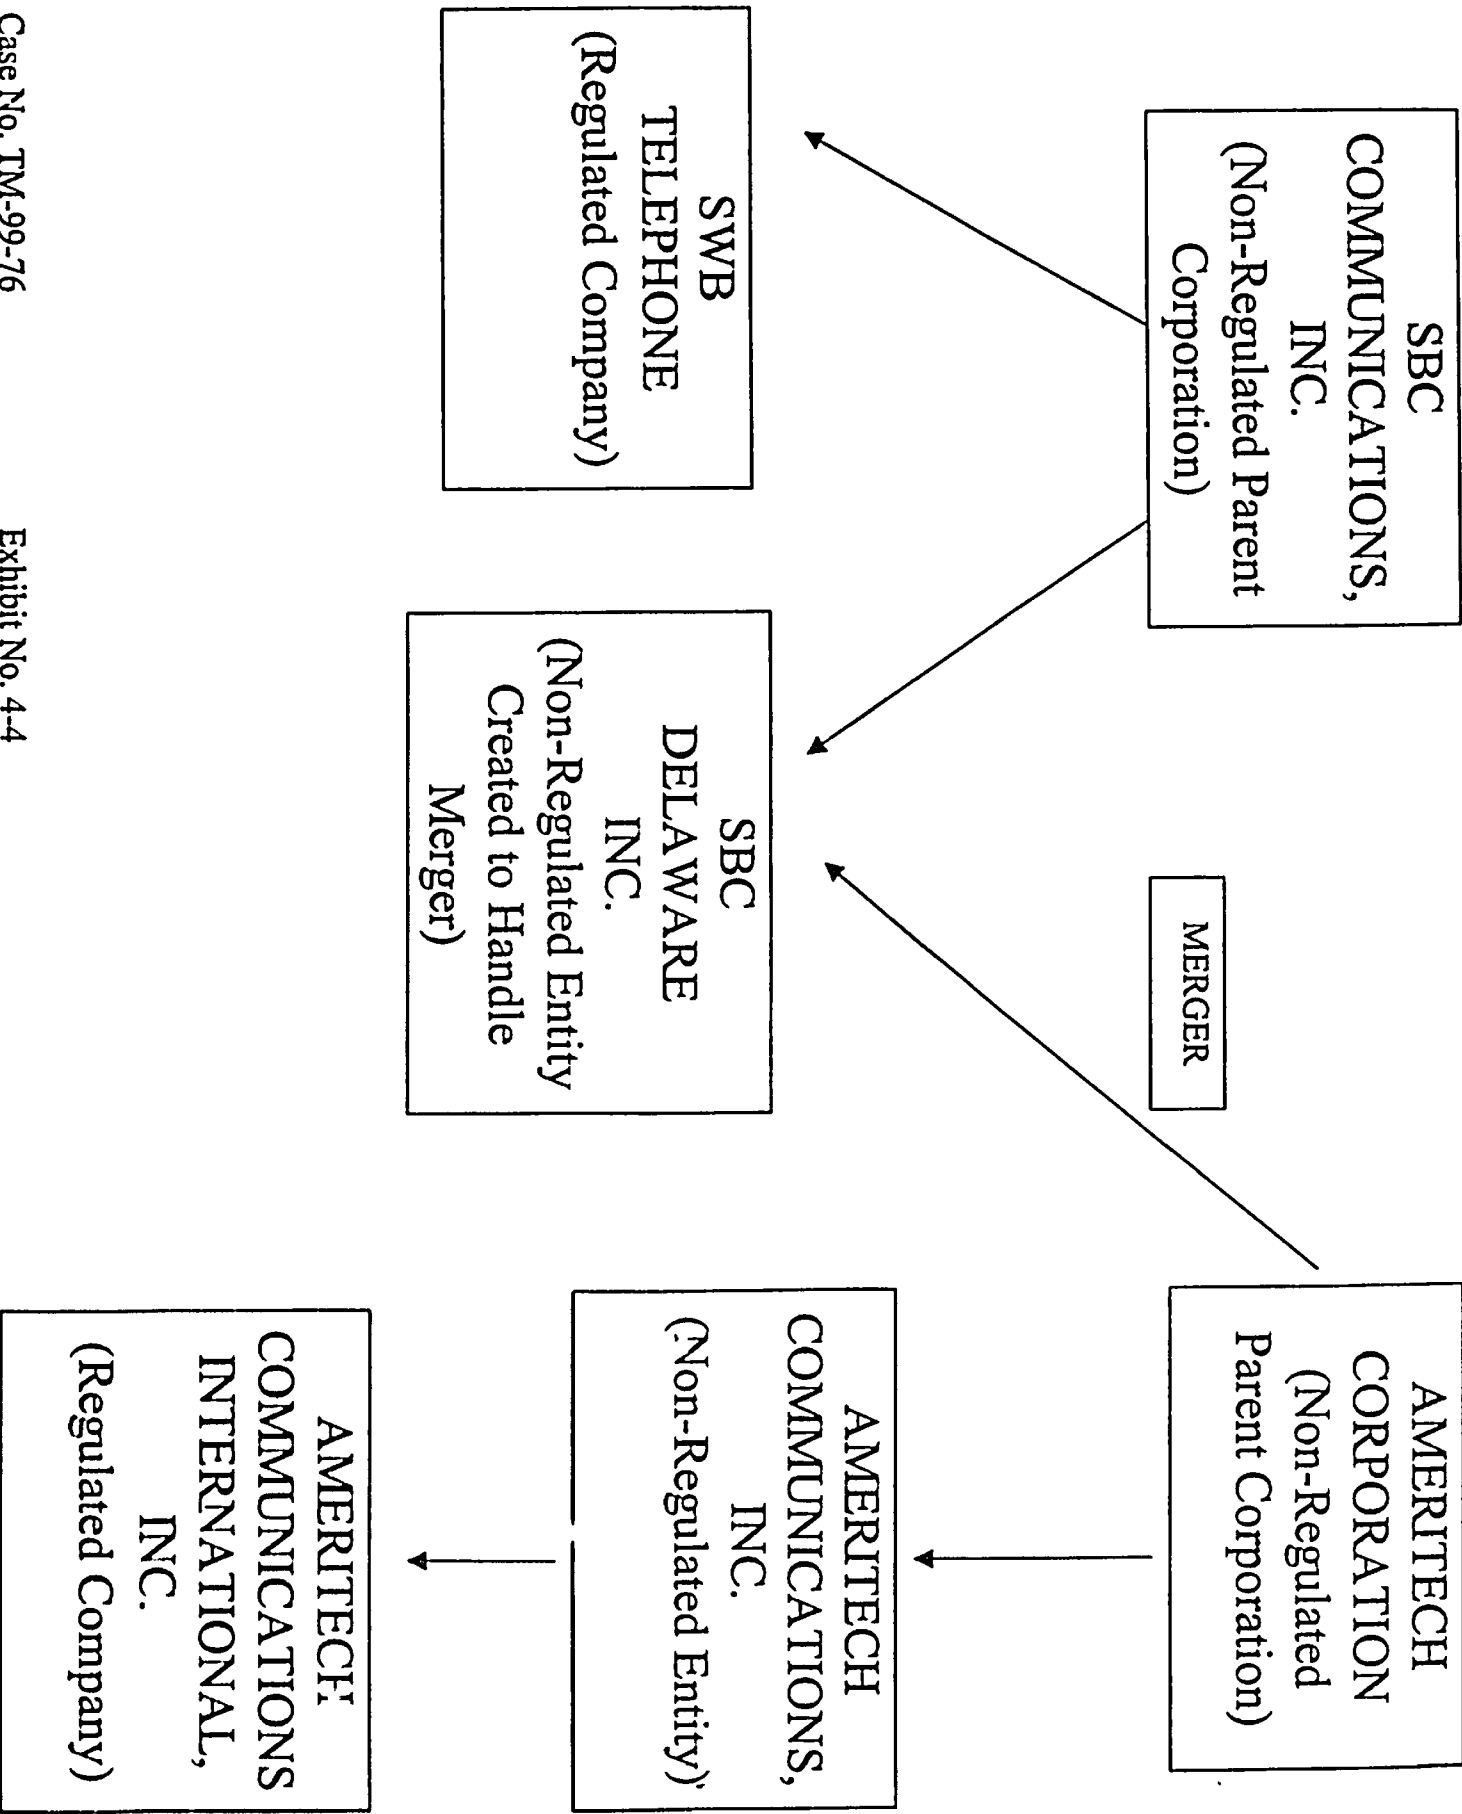 SBC
COMMUNICATIONS,
INC.
(Non-Regulated Parent
Corporation)
MERGER
AMERITECH
CORPORATION
(Non-Regulated
Parent Corporation)
SWB
TELEPHONE
(Regulated Company)
SBC
DELAWARE
INC.
(Non-Regulated Entity
Created to Handle
Merger)
AMERITECH
COMMUNICATIONS,
INC.
(Non-Regulated Entity)
AMERITECH
COMMUNICATIONS
INTERNATIONAL,
INC.
(Regulated Company)
Case No. TM-99-76
Exhibit No. 4-4